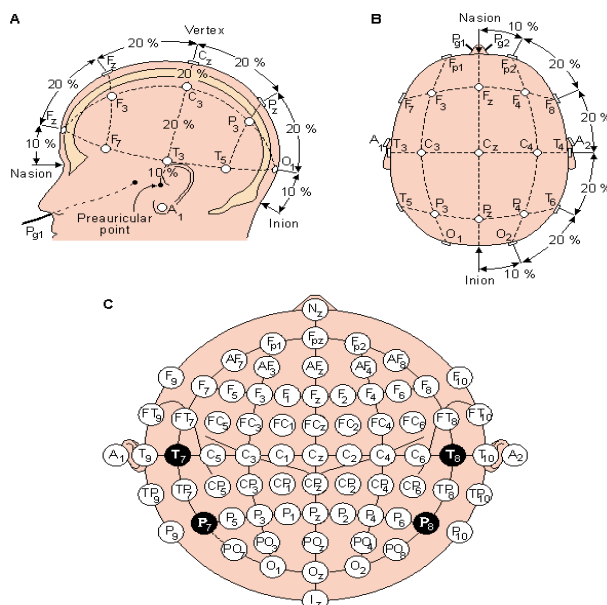 A
Vertex
20 %
20 %
Cz
Fz
20 %
20 %
20 %
Fz
F3
C3
Pz
P3
20 %
10 %
F7
T3
T5
O1
Nasion
10 %
10 %
Preauricular
point
A1
Inion
Pg1
B
Nasion
10 %
Pg1
Pg2
Fp1
Fp2
20 %
F7
F3
Fz
F4
F8
20 %
A1
T3
C3
Cz
C4
T4
A2
T5
P3
Pz
P4
T6
20 %
O1
O2
20 %
Inion
10 %
C
Nz
Fp1
Fpz
Fp2
AF7
AF3
AFz
AF4
AF8
F9
F7
F5
F3
F1
Fz
F2
F4
F6
F8
F10
FT9
FT7
FC5
FC3
FC1
FCz
FC2
FC4
FC6
FT8
FT10
A1
T9
T7
C5
C3
C1
Cz
C2
C4
C6
T8
T10
A2
TP9
TP7
CP5
CP3
CP1
CPz
CP2
CP4
CP6
TP8
TP10
P9
P7
P5
P3
P1
Pz
P2
P4
P6
P8
P10
PO7
PO3
POz
PO4
PO8
O1
Oz
O2
Iz